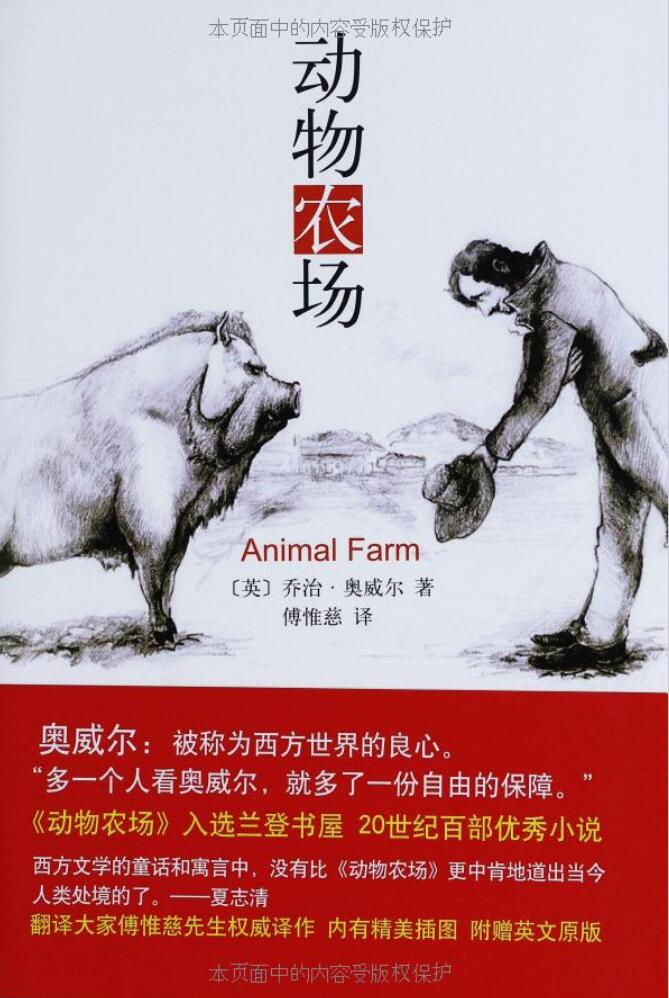 本页面中的内容受版权保护
动物农场
Animal Farm
〔英〕乔治·奥威尔 著
傅惟慈 译
奥威尔：被称为西方世界的良心。
“多一个人看奥威尔，就多了一份自由的保障。”
《动物农场》入选兰登书屋 20世纪百部优秀小说
西方文学的童话和寓言中，没有比《动物农场》更中肯地道出当今
人类处境的了。——夏志清
翻译大家傅惟慈先生权威译作 内有精美插图 附赠英文原版
本页面中的内容受版权保护